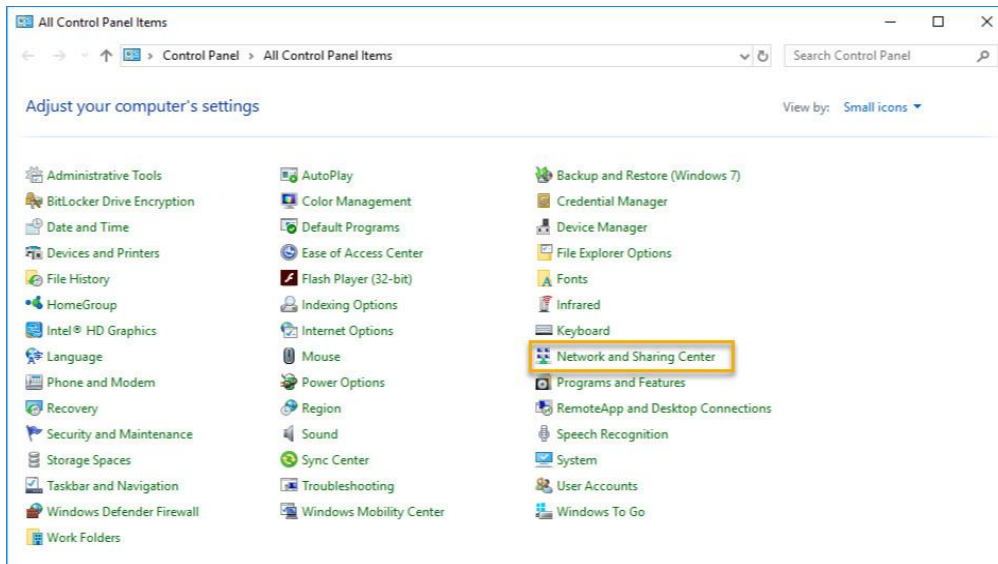 All Control Panel Items
Control Panel > All Control Panel Items
Search Control Panel
Adjust your computer's settings
View by: Small icons
Administrative Tools
AutoPlay
Backup and Restore (Windows 7)
BitLocker Drive Encryption
Color Management
Credential Manager
Date and Time
Default Programs
Device Manager
Devices and Printers
Ease of Access Center
File Explorer Options
File History
Flash Player (32-bit)
Fonts
HomeGroup
Indexing Options
Infrared
Intel® HD Graphics
Internet Options
Keyboard
Language
Mouse
Network and Sharing Center
Phone and Modem
Power Options
Programs and Features
Recovery
Region
RemoteApp and Desktop Connections
Security and Maintenance
Sound
Speech Recognition
Storage Spaces
Sync Center
System
Taskbar and Navigation
Troubleshooting
User Accounts
Windows Defender Firewall
Windows Mobility Center
Windows To Go
Work Folders